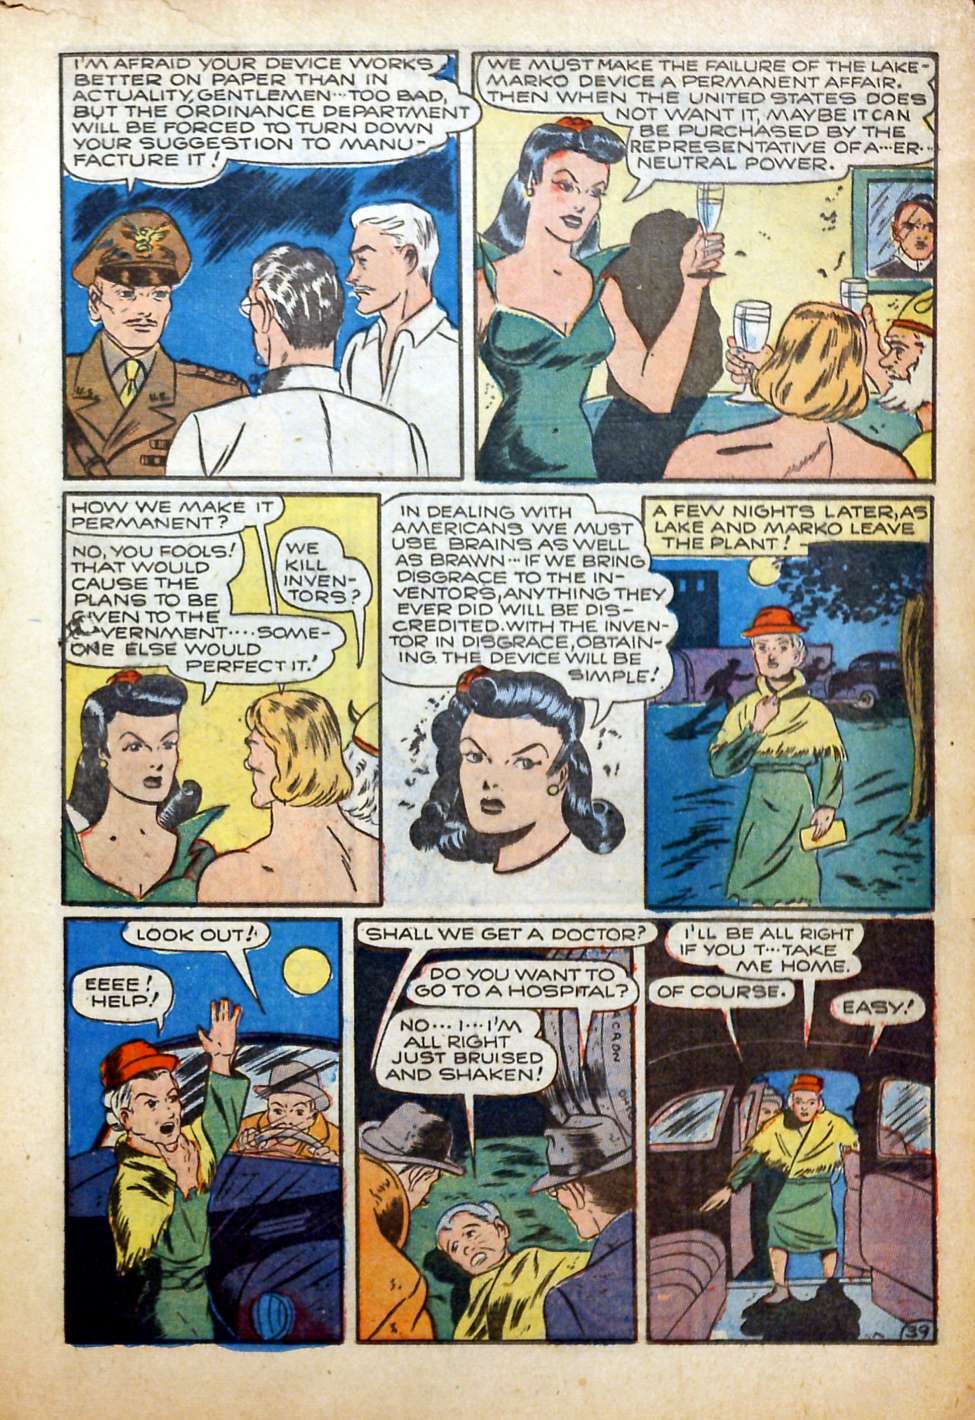 I'M AFRAID YOUR DEVICE WORKS
BETTER ON PAPER THAN IN
ACTUALITY, GENTLEMEN---TOO BAD,
BUT THE ORDINANCE DEPARTMENT
WILL BE FORCED TO TURN DOWN
YOUR SUGGESTION TO MANU-
FACTURE IT!
WE MUST MAKE THE FAILURE OF THE LAKE-
MARKO DEVICE A PERMANENT AFFAIR.
THEN WHEN THE UNITED STATES DOES
NOT WANT IT, MAYBE IT CAN
BE PURCHASED BY THE
REPRESENTATIVE OF A---ER--
NEUTRAL POWER.
U.S.
U.S.
HOW WE MAKE IT
PERMANENT?
NO, YOU FOOLS!
THAT WOULD
CAUSE THE
PLANS TO BE
GIVEN TO THE
VERNMENT....SOME-
ONE ELSE WOULD
PERFECT IT!
WE
KILL
INVEN-
TORS?
IN DEALING WITH
AMERICANS WE MUST
USE BRAINS AS WELL
AS BRAWN---IF WE BRING
DISGRACE TO THE IN-
VENTORS, ANYTHING THEY
EVER DID WILL BE DIS-
CREDITED. WITH THE INVEN-
TOR IN DISGRACE, OBTAIN-
ING THE DEVICE WILL BE
SIMPLE!
A FEW NIGHTS LATER, AS
LAKE AND MARKO LEAVE
THE PLANT!
LOOK OUT!
EEEE!
HELP!
SHALL WE GET A DOCTOR?
DO YOU WANT TO
GO TO A HOSPITAL?
NO---I---I'M
ALL RIGHT
JUST BRUISED
AND SHAKEN!
I'LL BE ALL RIGHT
IF YOU T---TAKE
ME HOME.
OF COURSE.
EASY!
39